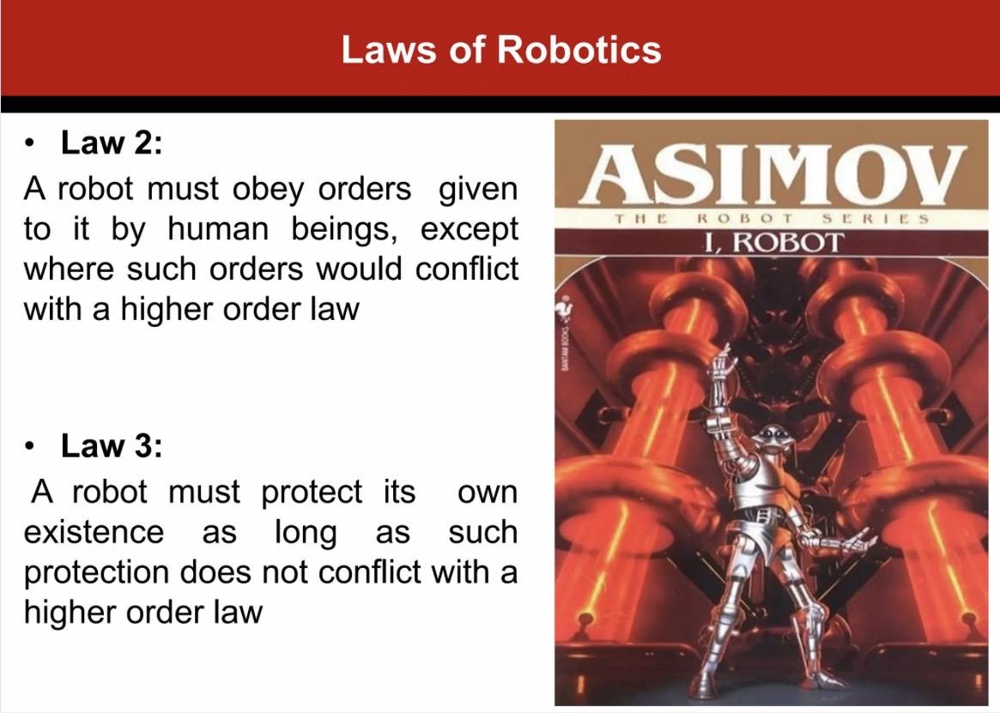 Laws of Robotics
• Law 2:
A robot must obey orders given
to it by human beings, except
where such orders would conflict
with a higher order law
• Law 3:
A robot must protect its own
existence as long as such
protection does not conflict with a
higher order law
ASIMOV
THE ROBOT SERIES
I, ROBOT
BANTAM BOOKS
®